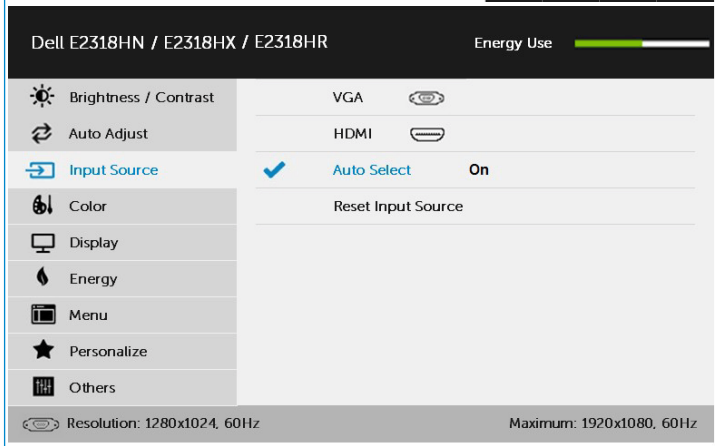 Dell E2318HN / E2318HX / E2318HR Energy Use
Brightness / Contrast VGA
Auto Adjust HDMI
Input Source Auto Select On
Color Reset Input Source
Display
Energy
Menu
Personalize
Others
Resolution: 1280x1024, 60Hz Maximum: 1920x1080, 60Hz